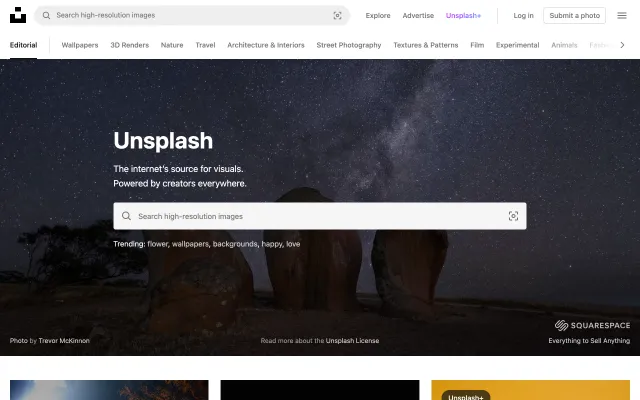 Search high-resolution images
Explore
Advertise
Unsplash+
Log in
Submit a photo
Editorial
Wallpapers
3D Renders
Nature
Travel
Architecture & Interiors
Street Photography
Textures & Patterns
Film
Experimental
Animals
Unsplash
The internet's source for visuals.
Powered by creators everywhere.
Search high-resolution images
Trending: flower, wallpapers, backgrounds, happy, love
SQUARESPACE
Photo by Trevor McKinnon
Read more about the Unsplash License
Everything to Sell Anything
Unsplash+